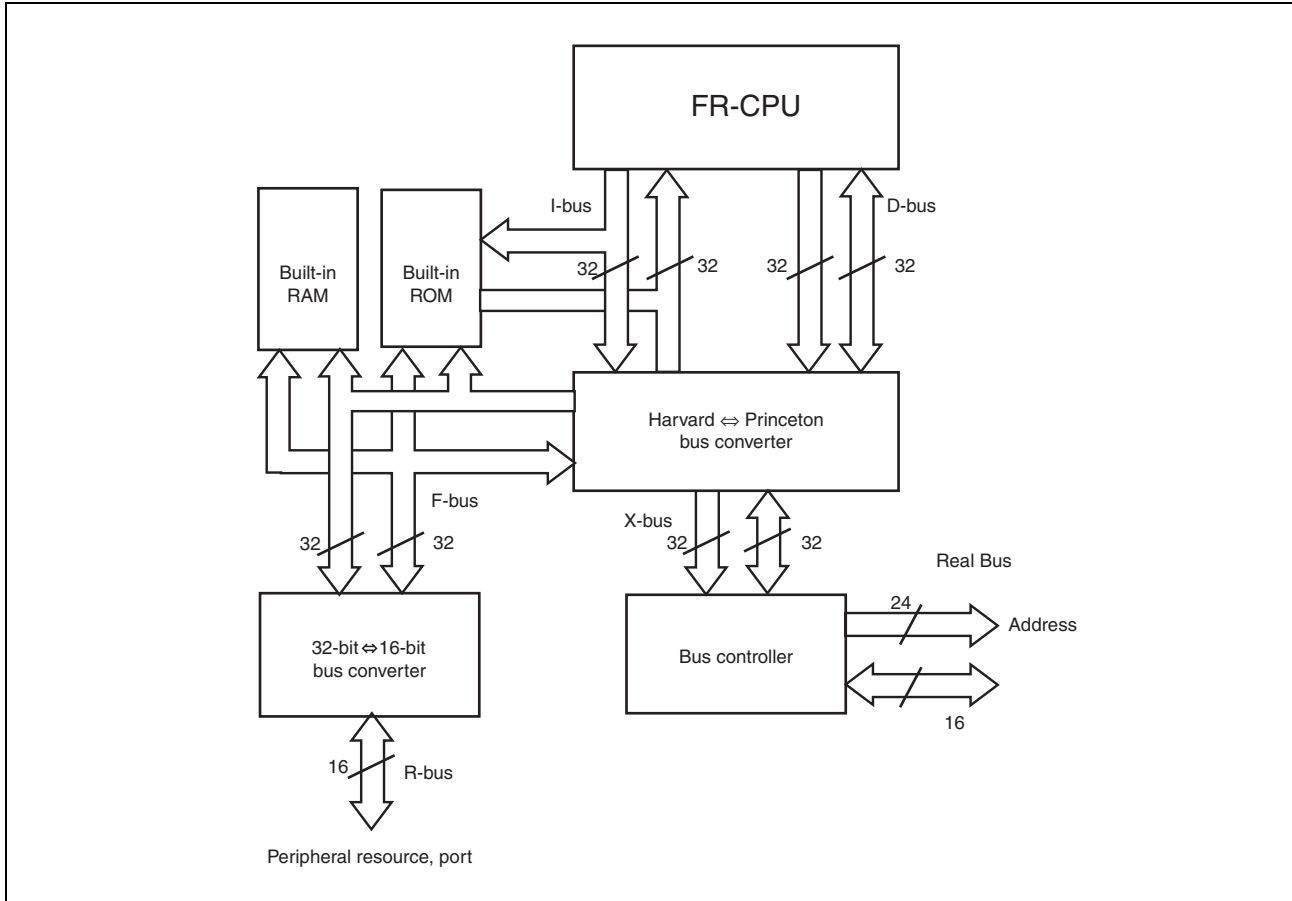 FR-CPU
I-bus
D-bus
Built-in
RAM
Built-in
ROM
32
32
32
32
Harvard ⇔ Princeton
bus converter
F-bus
X-bus
32
32
32
32
Real Bus
24
Address
32-bit⇔16-bit
bus converter
Bus controller
16
16
R-bus
Peripheral resource, port